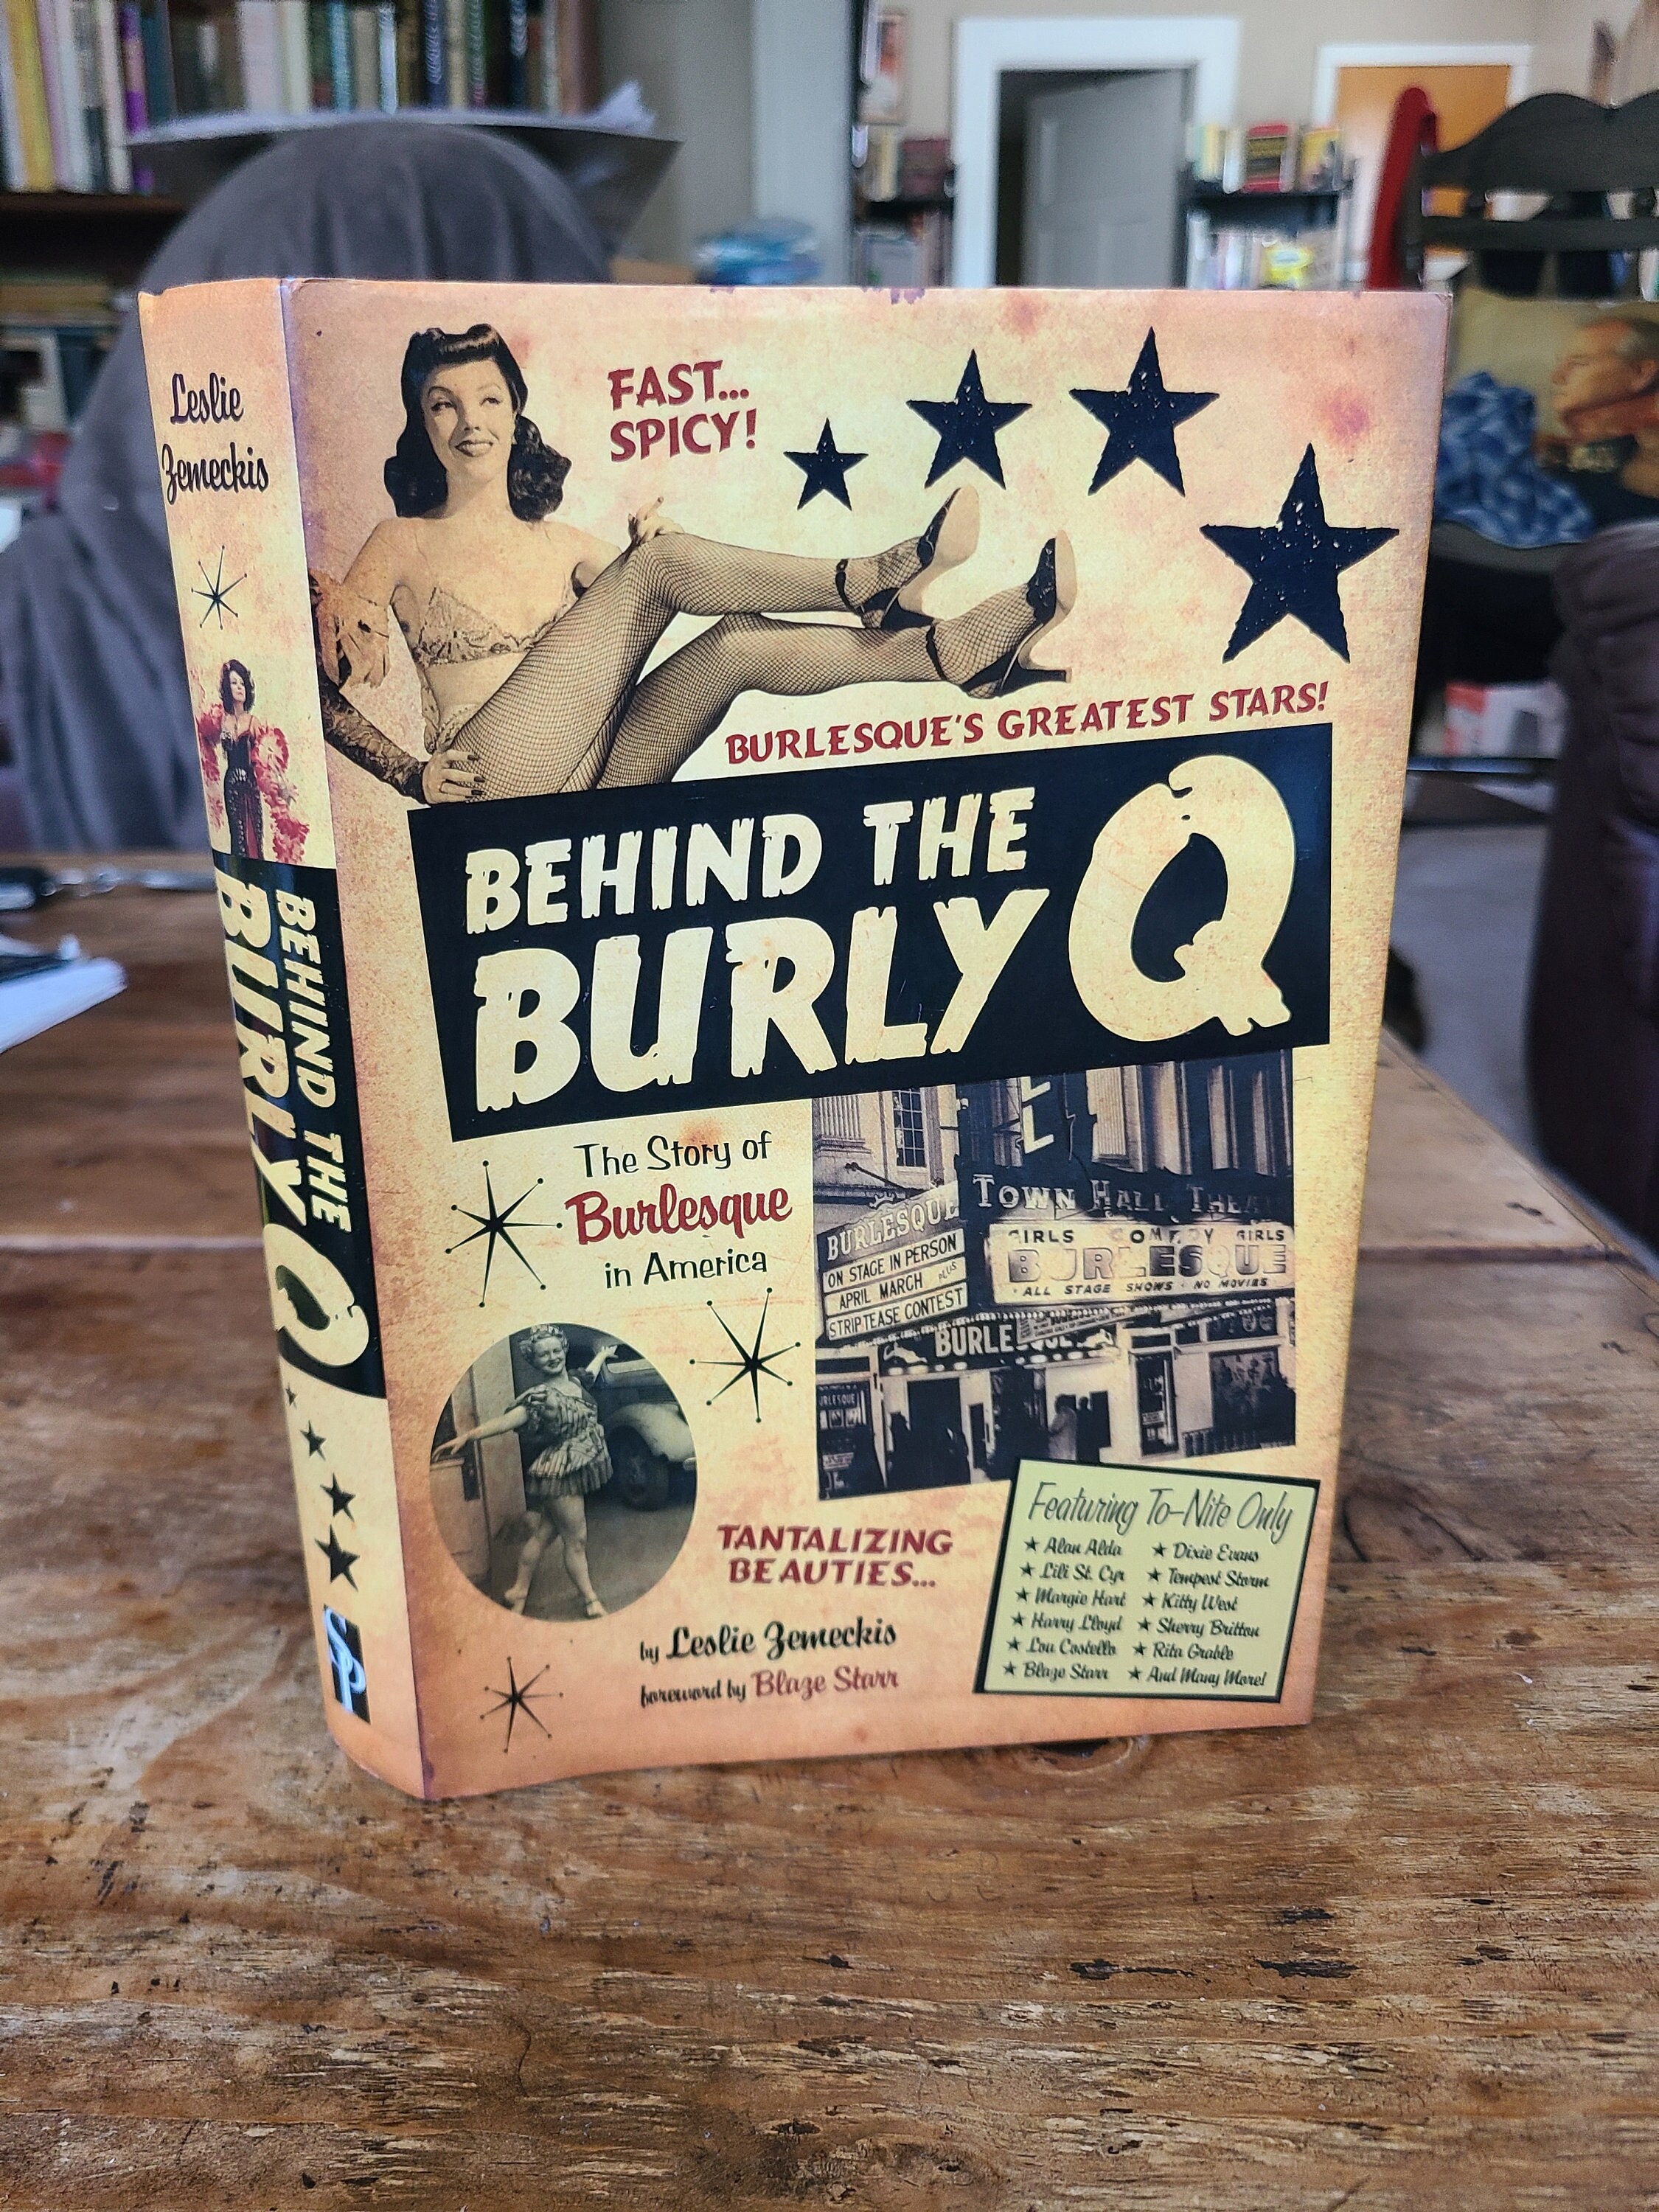 Leslie
Zemeckis
BEHIND THE
BURLY Q
SP
FAST...
SPICY!
BURLESQUE'S GREATEST STARS!
BEHIND THE
BURLY Q
The Story of
Burlesque
in America
TOWN HALL THEA
BURLESQUE
ON STAGE IN PERSON
APRIL MARCH PLUS
STRIPTEASE CONTEST
GIRLS COMEDY GIRLS
BURLESQUE
ALL STAGE SHOWS · NO MOVIES
BURLESQUE
TANTALIZING
BEAUTIES...
by Leslie Zemeckis
foreword by Blaze Starr
Featuring To-Nite Only
★ Alan Alda ★ Dixie Evans
★ Lili St. Cyr ★ Tempest Storm
★ Margie Hart ★ Kitty West
★ Harry Lloyd ★ Sherry Britton
★ Lou Costello ★ Rita Grable
★ Blaze Starr ★ And Many More!